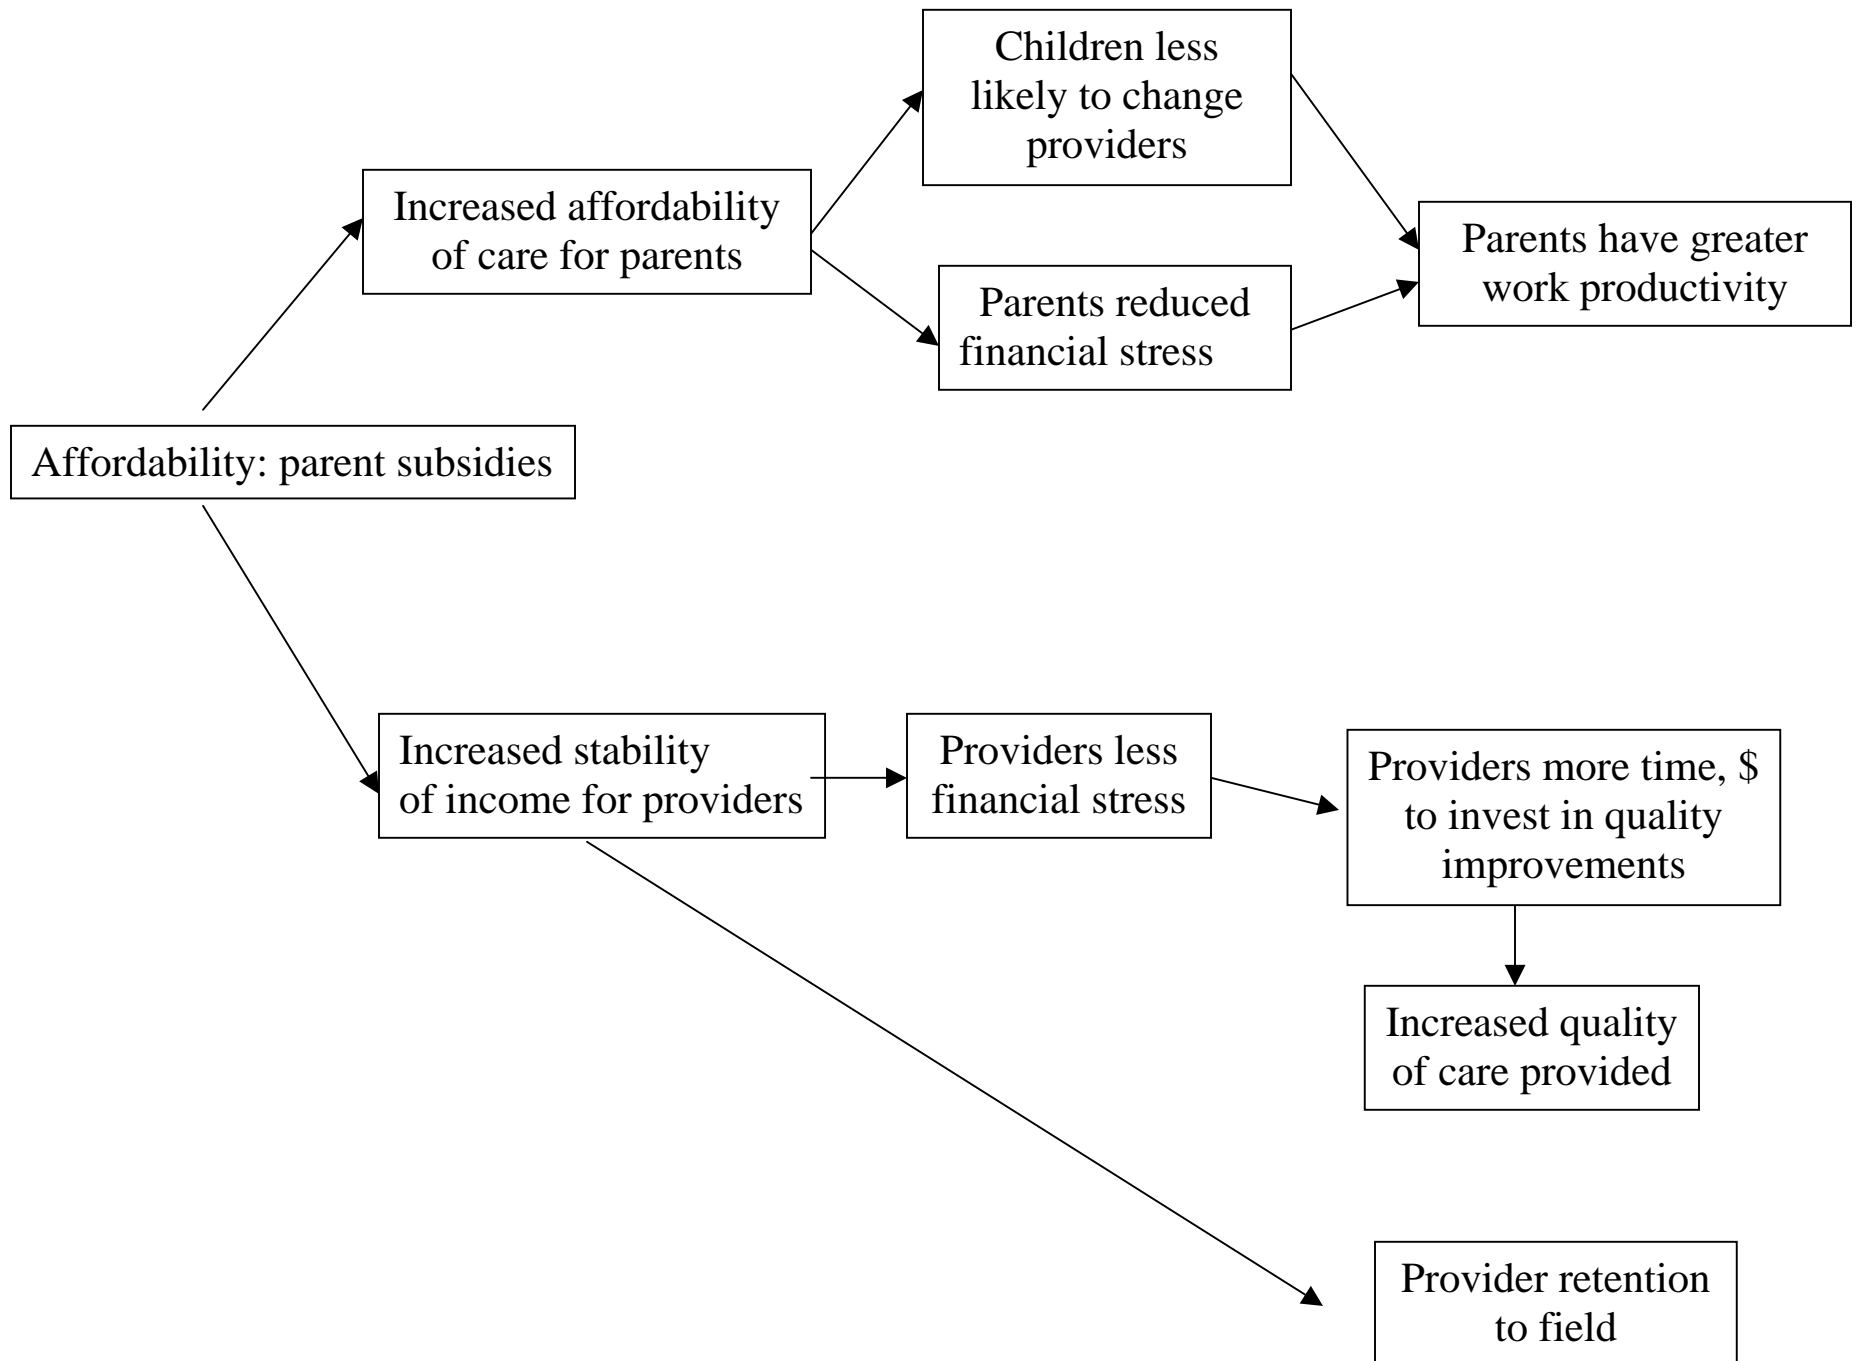 Children less
likely to change
providers
Increased affordability
of care for parents
Parents have greater
work productivity
Parents reduced
financial stress
Affordability: parent subsidies
Increased stability
of income for providers
Providers less
financial stress
Providers more time, $
to invest in quality
improvements
Increased quality
of care provided
Provider retention
to field